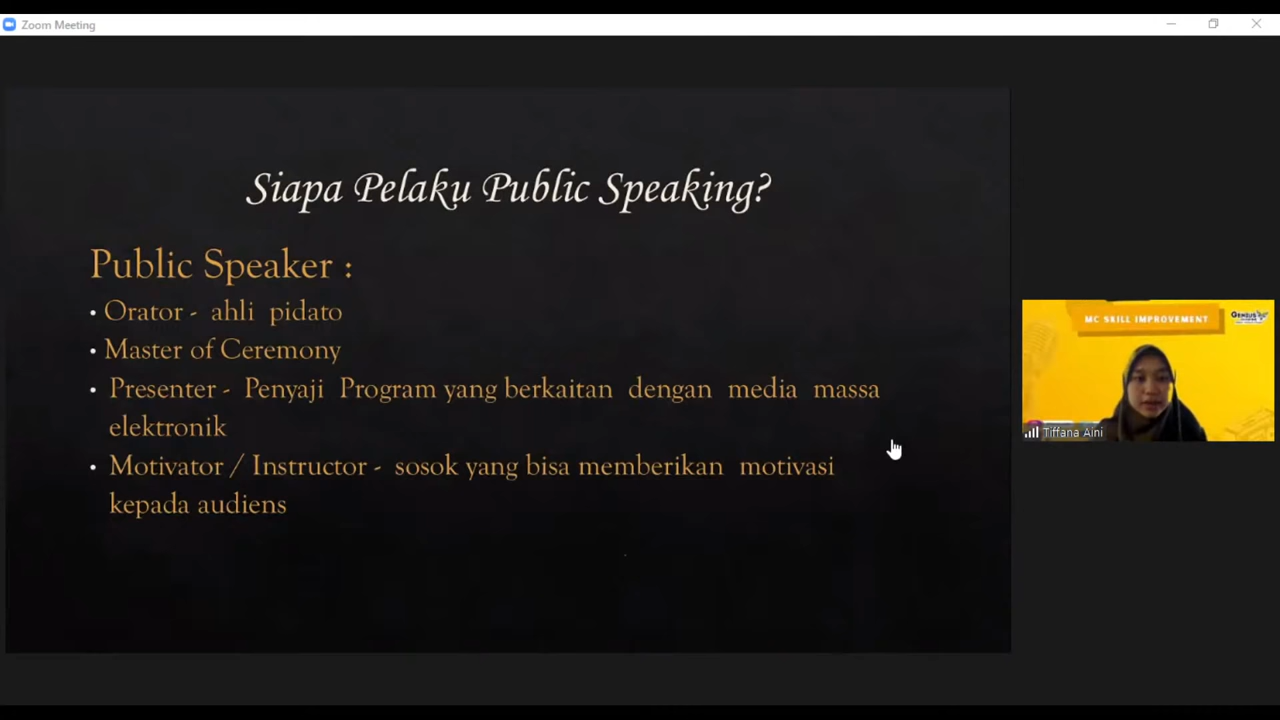 Zoom Meeting
Siapa Pelaku Public Speaking?
Public Speaker :
• Orator - ahli pidato
• Master of Ceremony
• Presenter - Penyaji Program yang berkaitan dengan media massa
elektronik
• Motivator / Instructor - sosok yang bisa memberikan motivasi
kepada audiens
MC SKILL IMPROVEMENT
Tiffana Aini